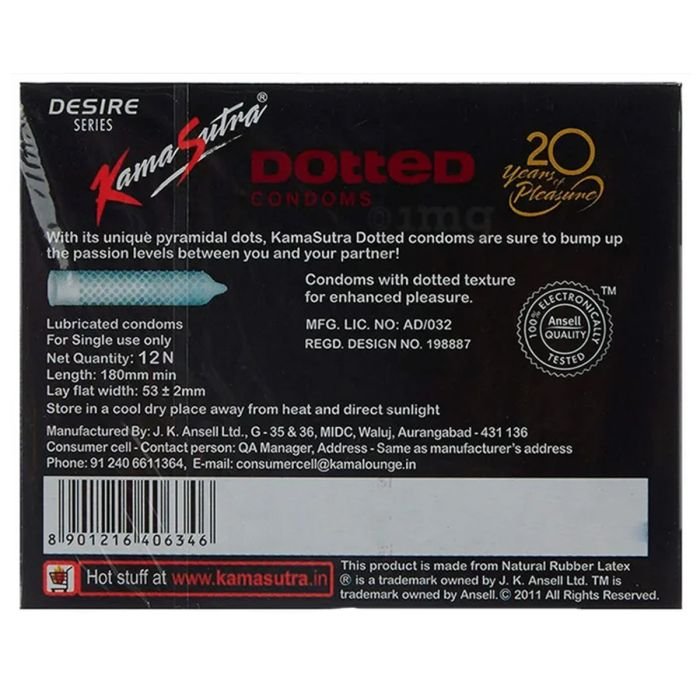 DESIRE
SERIES
KamaSutra®
DOTTED
CONDOMS
20
Years of
Pleasure
1mg
With its uniquè pyramidal dots, KamaSutra Dotted condoms are sure to bump up
the passion levels between you and your partner!
Condoms with dotted texture
for enhanced pleasure.
MFG. LIC. NO: AD/032
REGD. DESIGN NO. 198887
100% ELECTRONICALLY
Ansell
QUALITY
TESTED
TM
Lubricated condoms
For Single use only
Net Quantity: 12N
Length: 180mm min
Lay flat width: 53 ± 2mm
Store in a cool dry place away from heat and direct sunlight
Manufactured By: J. K. Ansell Ltd., G - 35 & 36, MIDC, Waluj, Aurangabad - 431 136
Consumer cell - Contact person: QA Manager, Address - Same as manufacturer's address
Phone: 91 240 6611364, E-mail: consumercell@kamalounge.in
8 901216 406346
Hot stuff at www.kamasutra.in
This product is made from Natural Rubber Latex
® is a trademark owned by J. K. Ansell Ltd. TM is
trademark owned by Ansell. © 2011 All Rights Reserved.